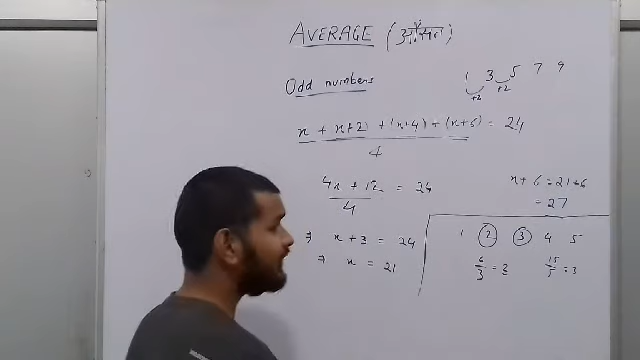 AVERAGE (औसत)
Odd numbers
1 3 5 7 9
+2 +2
x + (x+2) + (x+4) + (x+6) = 24
4
4x + 12 = 24
4
⇒ x + 3 = 24
⇒ x = 21
x + 6 = 21+6
= 27
1 2 3 4 5
6/3 = 2 15/5 = 3